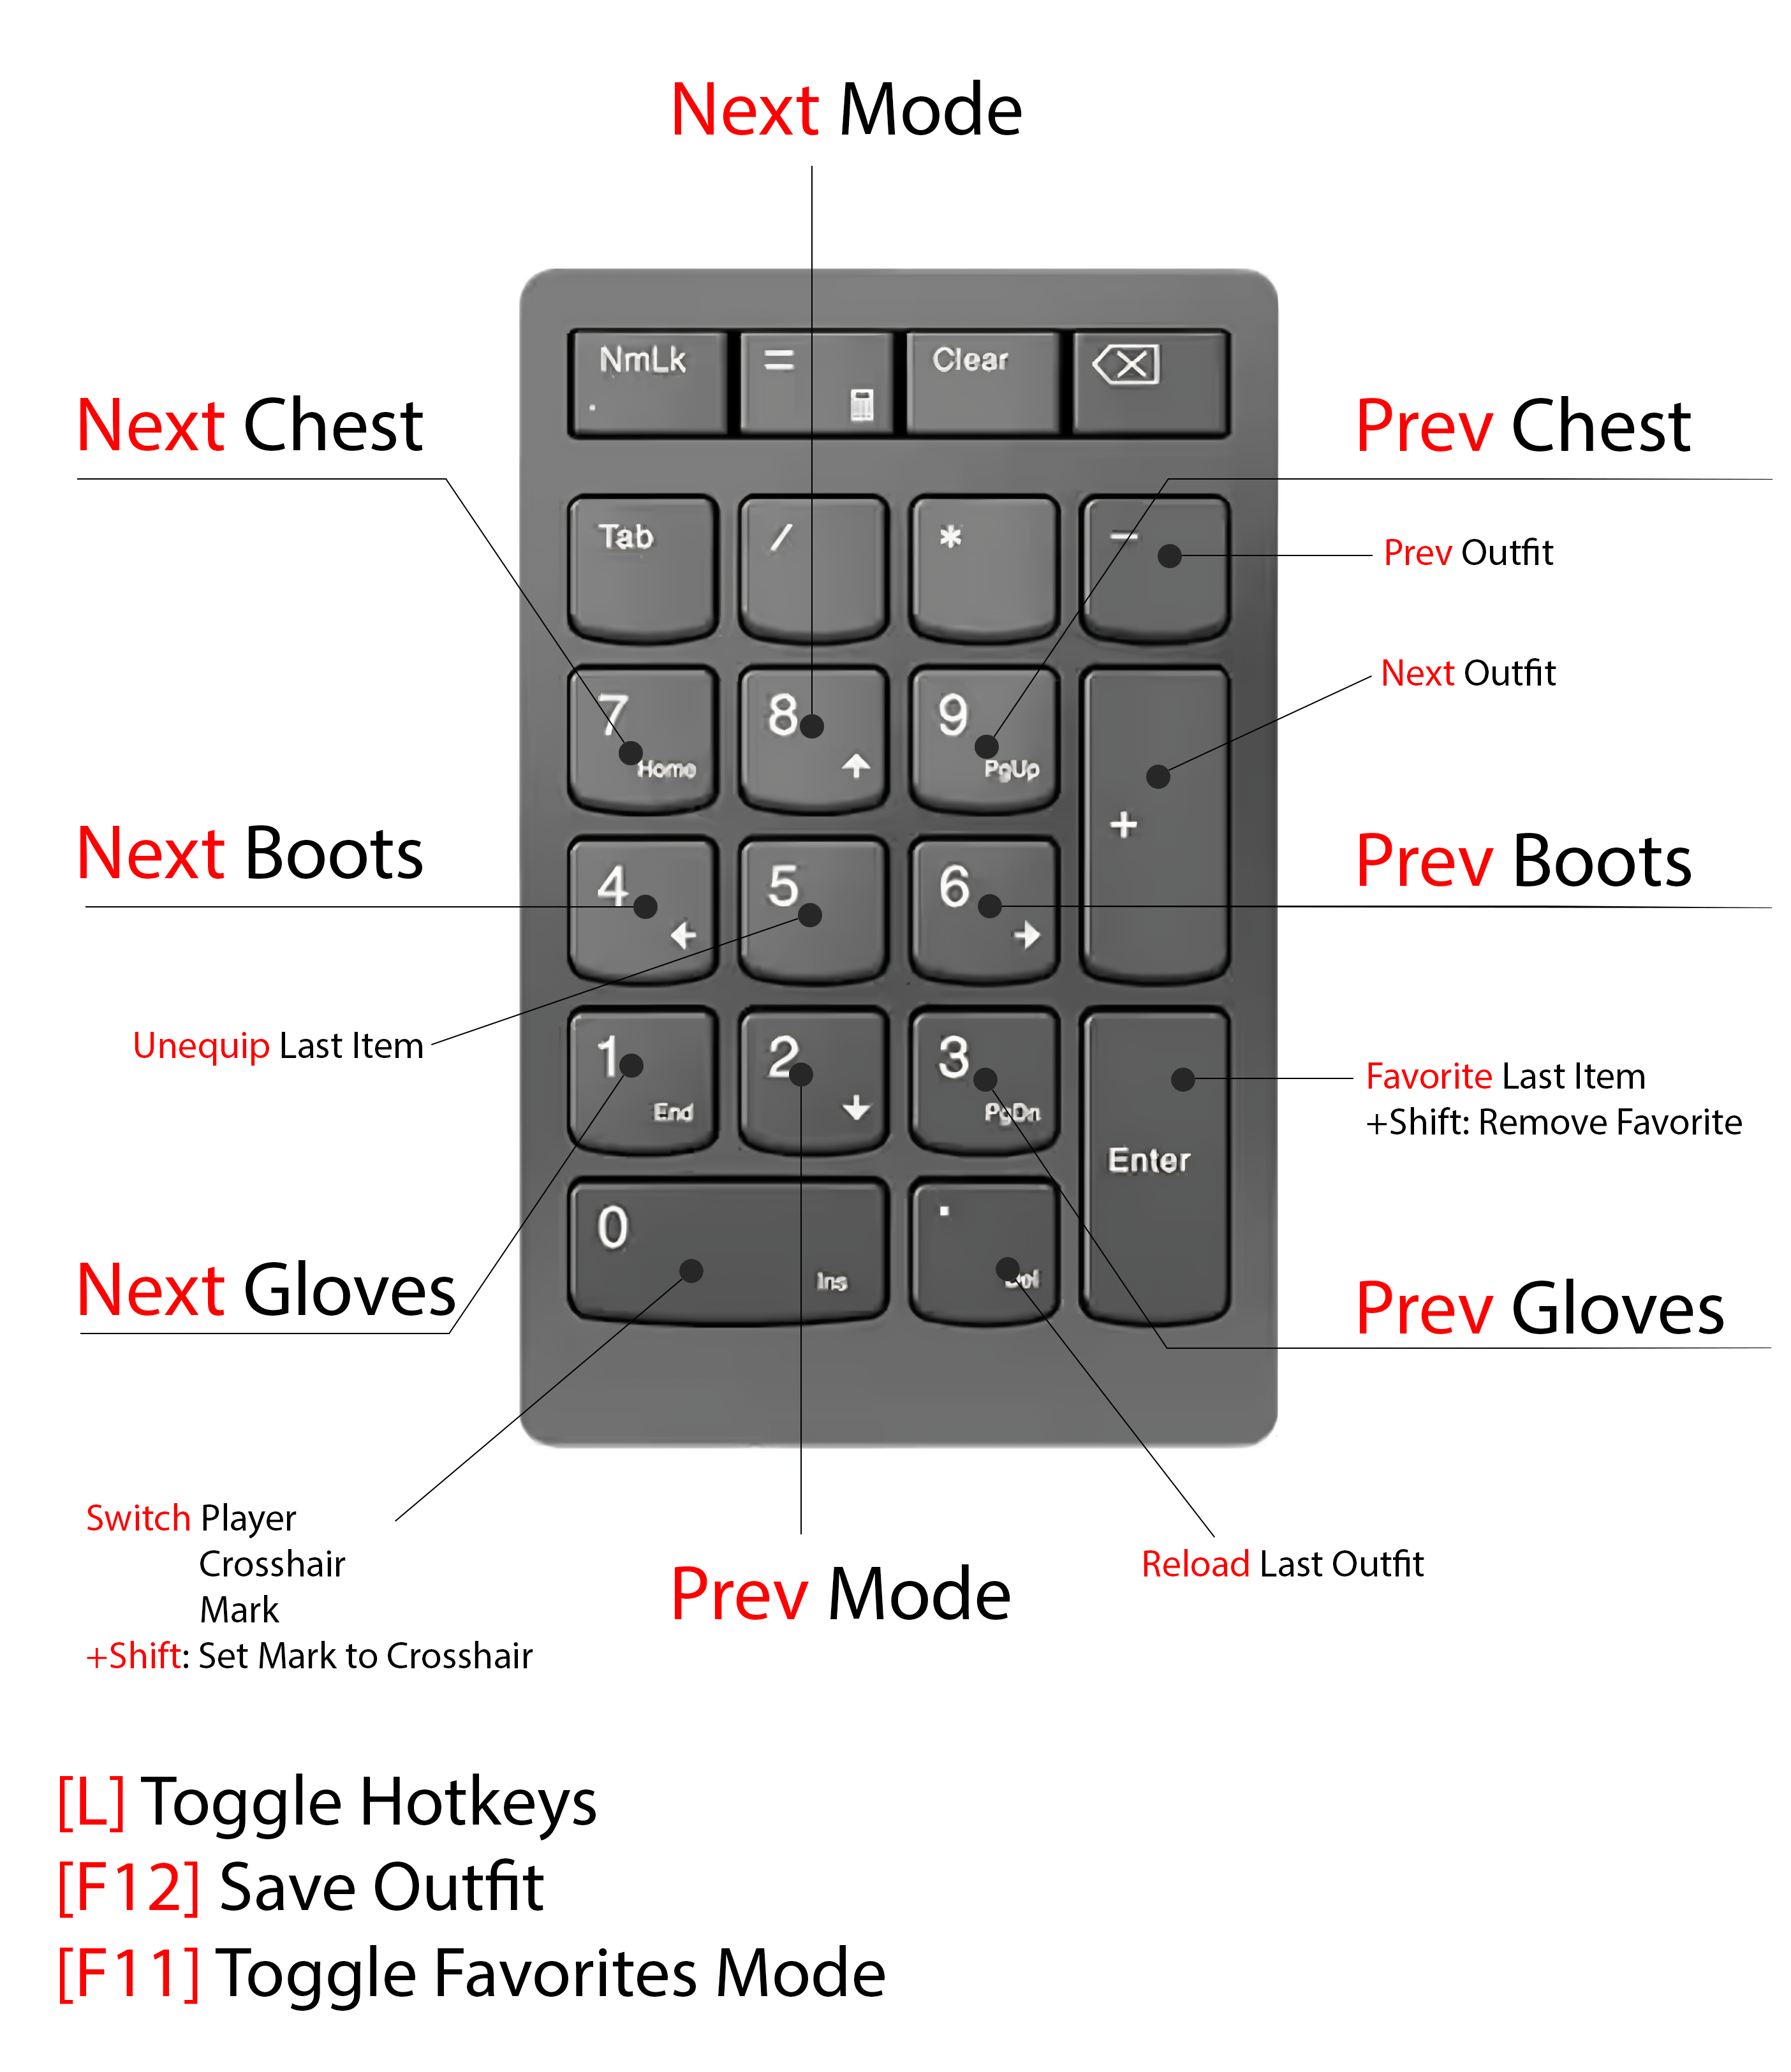 Next Mode
Next Chest
Prev Chest
Prev Outfit
Next Outfit
Next Boots
Prev Boots
Unequip Last Item
Favorite Last Item
+Shift: Remove Favorite
Next Gloves
Prev Gloves
Switch Player
Crosshair
Mark
+Shift: Set Mark to Crosshair
Prev Mode
Reload Last Outfit
NmLk = Clear
Tab / * -
7 Home 8 9 PgUp
+
4 5 6
1 End 2 3 PgDn
Enter
0 Ins . Del
[L] Toggle Hotkeys
[F12] Save Outfit
[F11] Toggle Favorites Mode